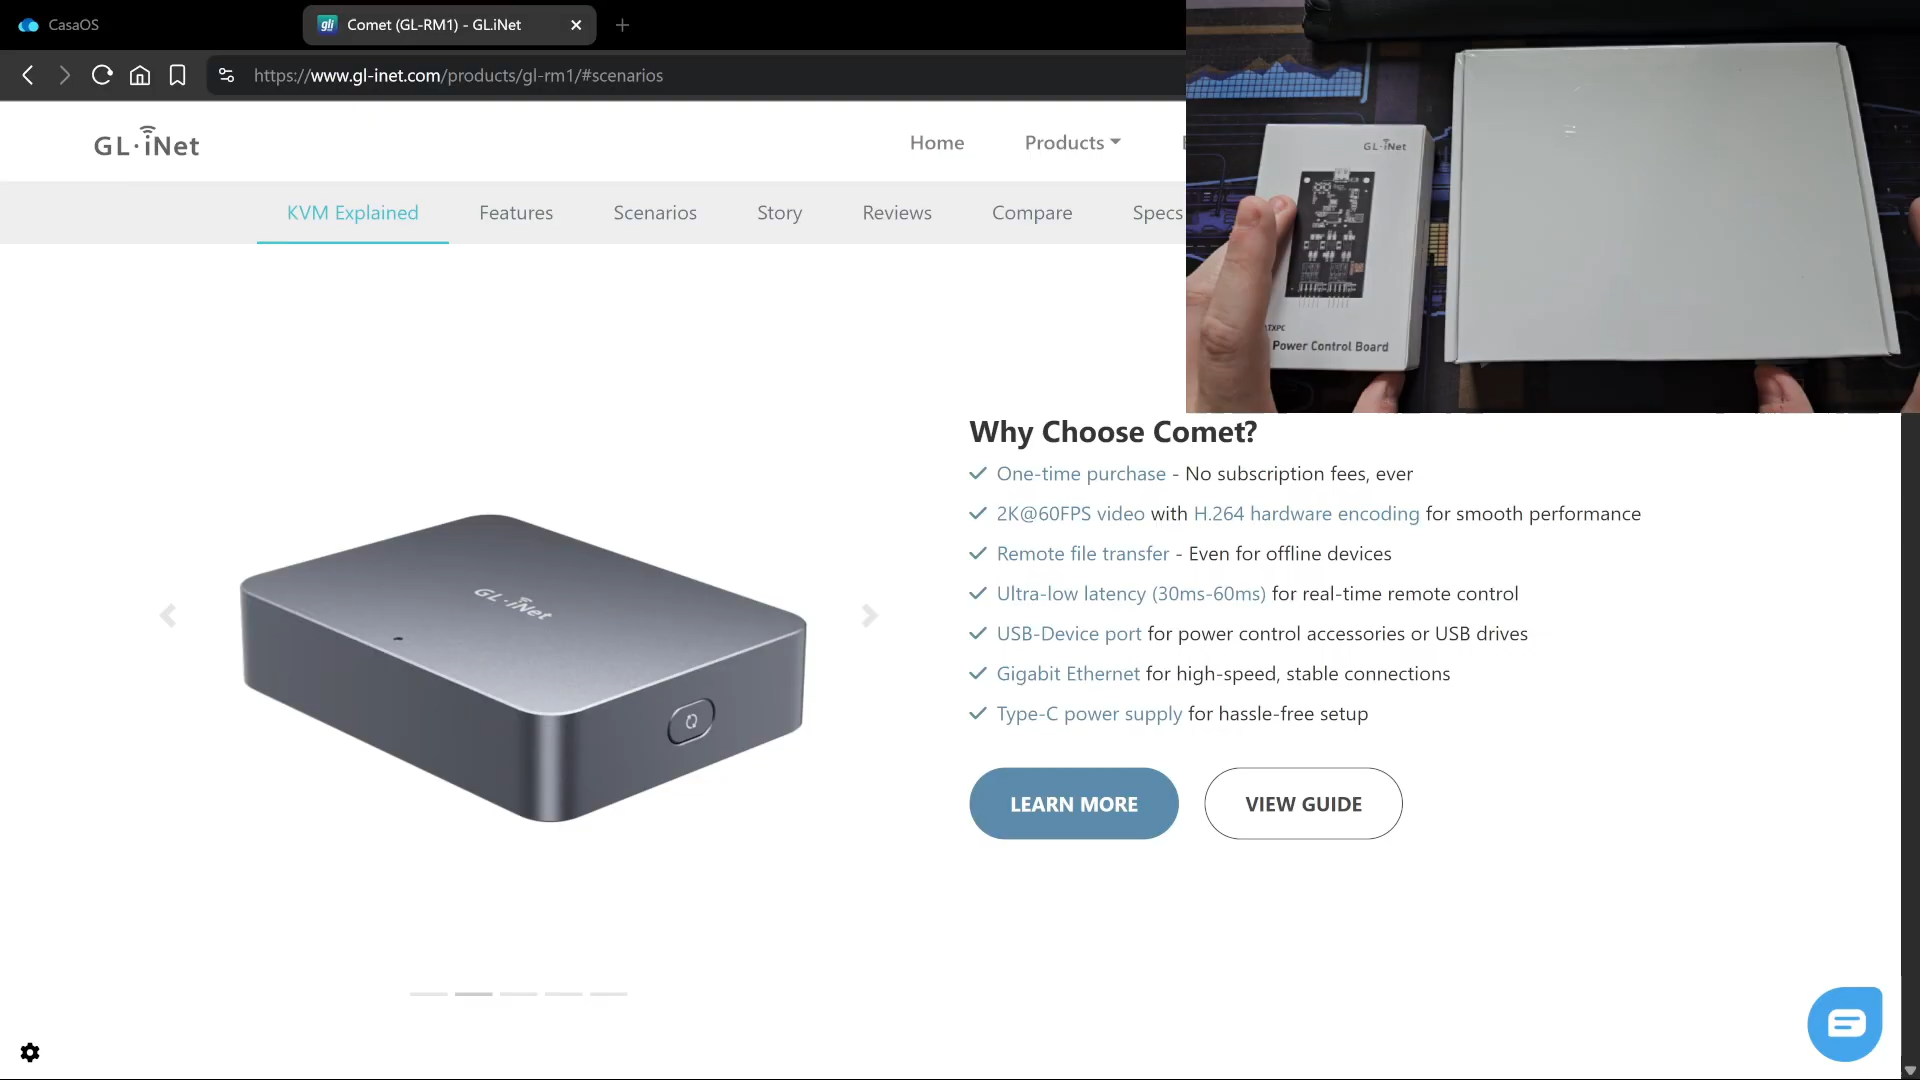 CasaOS
gli Comet (GL-RM1) - GL.iNet
https://www.gl-inet.com/products/gl-rm1/#scenarios
GL·iNet
Home
Products
KVM Explained
Features
Scenarios
Story
Reviews
Compare
Specs
GL·iNet
ATXPC
Power Control Board
GL·iNet
Why Choose Comet?
One-time purchase - No subscription fees, ever
2K@60FPS video with H.264 hardware encoding for smooth performance
Remote file transfer - Even for offline devices
Ultra-low latency (30ms-60ms) for real-time remote control
USB-Device port for power control accessories or USB drives
Gigabit Ethernet for high-speed, stable connections
Type-C power supply for hassle-free setup
LEARN MORE
VIEW GUIDE